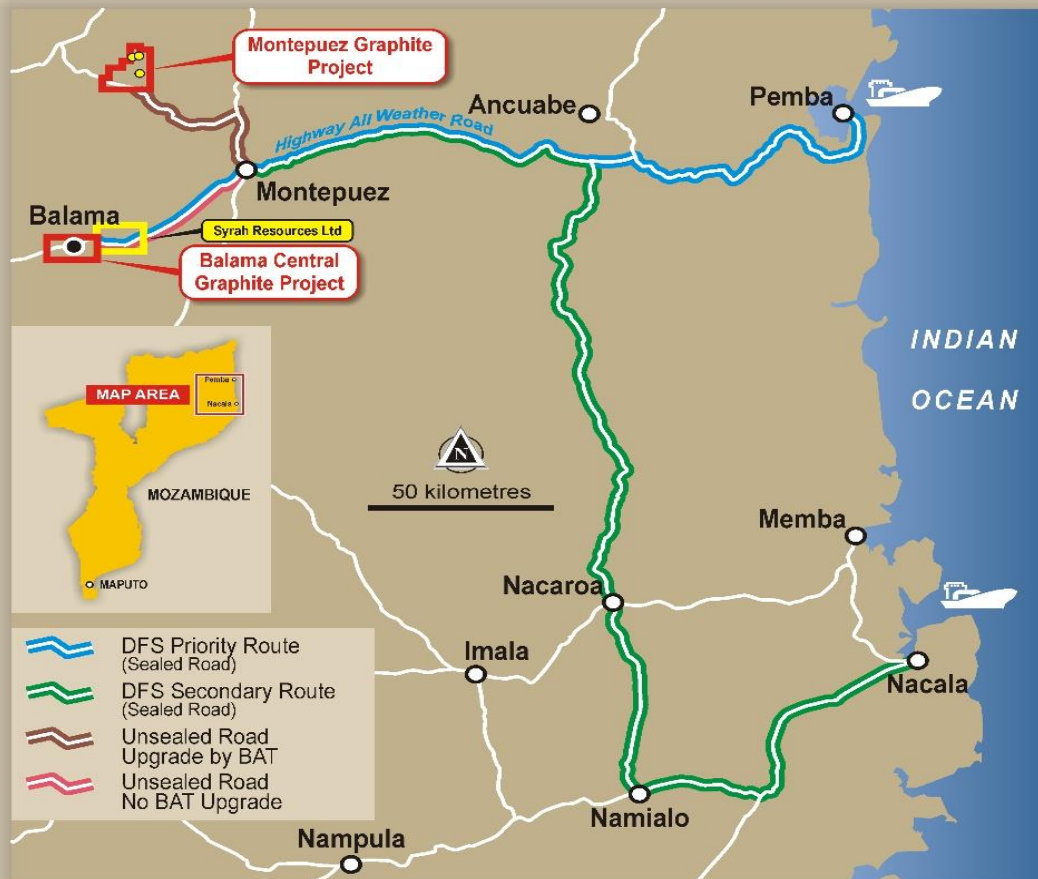 Montepuez Graphite
Project
Ancuabe
Pemba
Highway All Weather Road
Montepuez
Balama
Syrah Resources Ltd
Balama Central
Graphite Project
INDIAN
OCEAN
Pemba
MAP AREA
Nacala
MOZAMBIQUE
MAPUTO
N
50 kilometres
Memba
Nacaroa
Imala
Nacala
Namialo
Nampula
DFS Priority Route
(Sealed Road)
DFS Secondary Route
(Sealed Road)
Unsealed Road
Upgrade by BAT
Unsealed Road
No BAT Upgrade